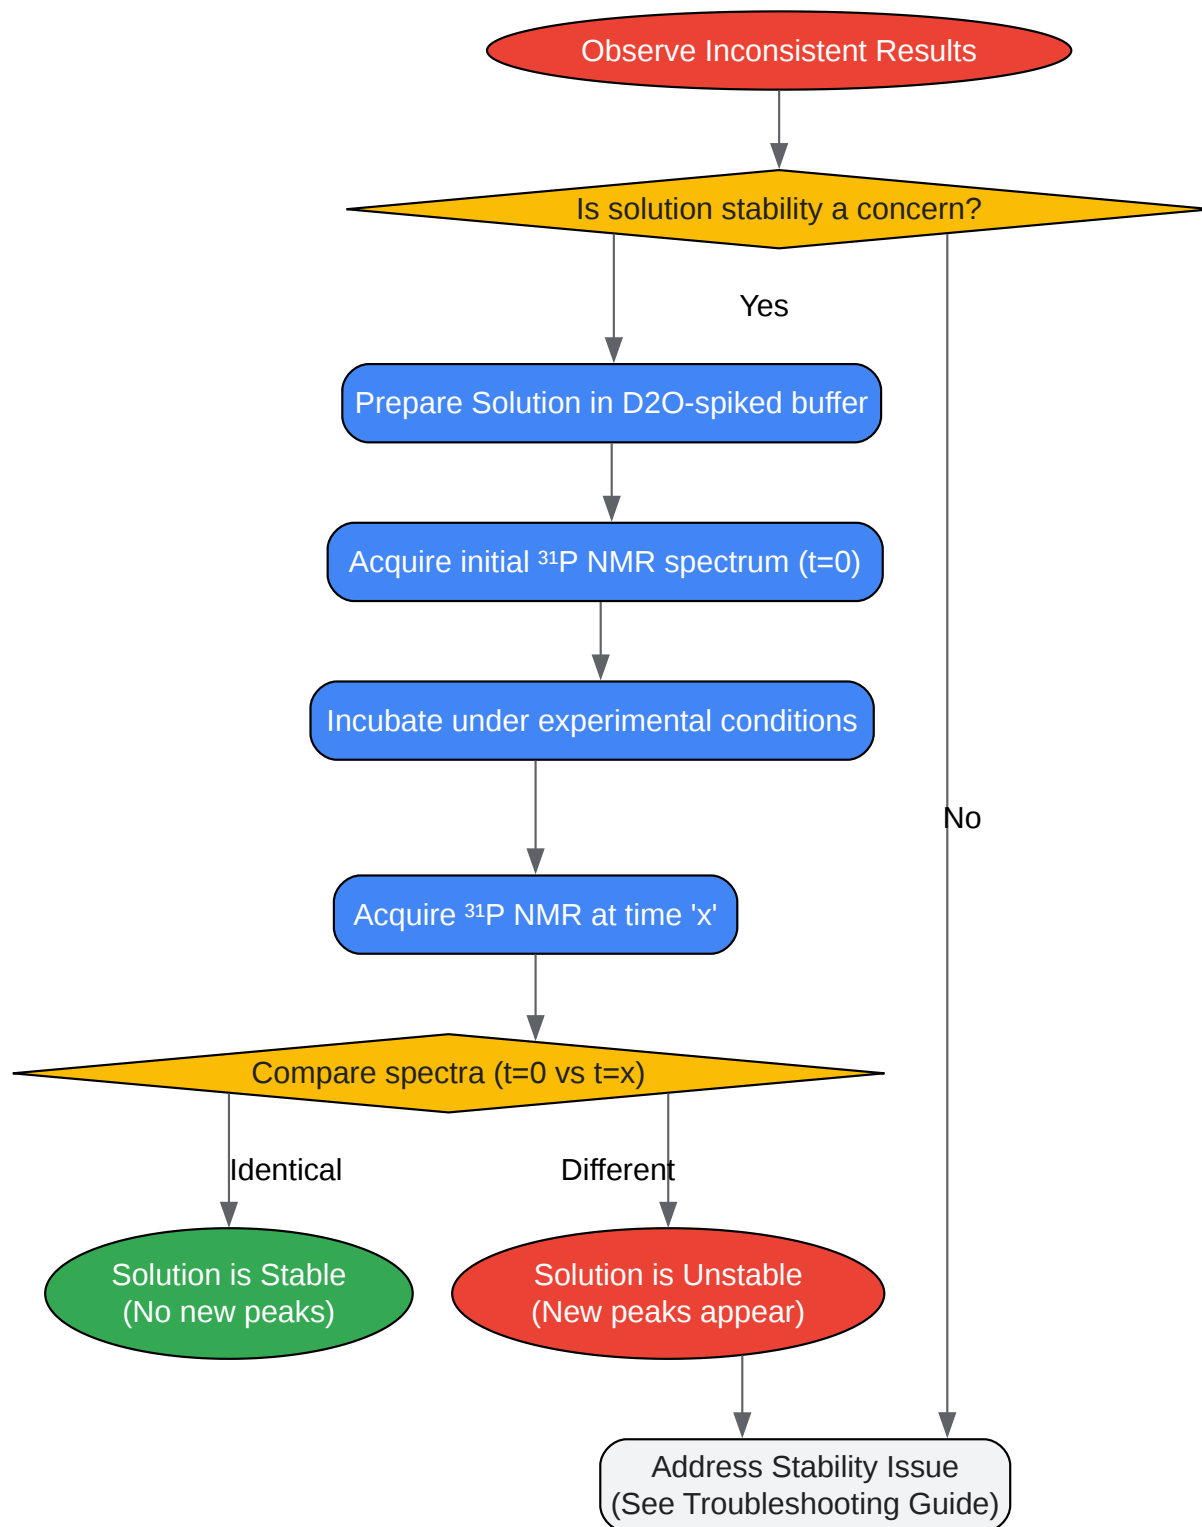 Observe Inconsistent Results
Is solution stability a concern?
Yes
Prepare Solution in D2O-spiked buffer
Acquire initial ³¹P NMR spectrum (t=0)
Incubate under experimental conditions
No
Acquire ³¹P NMR at time 'x'
Compare spectra (t=0 vs t=x)
Identical
Different
Solution is Stable
(No new peaks)
Solution is Unstable
(New peaks appear)
Address Stability Issue
(See Troubleshooting Guide)